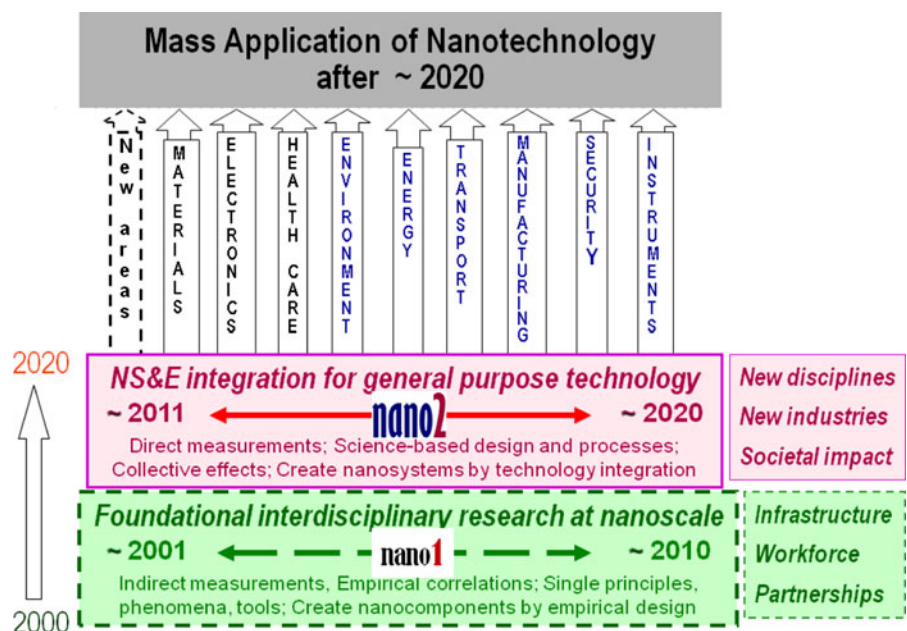 Mass Application of Nanotechnology
after ~ 2020
New areas
MATERIALS
ELECTRONICS
HEALTH CARE
ENVIRONMENT
ENERGY
TRANSPORT
MANUFACTURING
SECURITY
INSTRUMENTS
2020
NS&E integration for general purpose technology
~ 2011 nano2 ~ 2020
Direct measurements; Science-based design and processes;
Collective effects; Create nanosystems by technology integration
New disciplines
New industries
Societal impact
Foundational interdisciplinary research at nanoscale
~ 2001 nano1 ~ 2010
Indirect measurements, Empirical correlations; Single principles,
phenomena, tools; Create nanocomponents by empirical design
Infrastructure
Workforce
Partnerships
2000